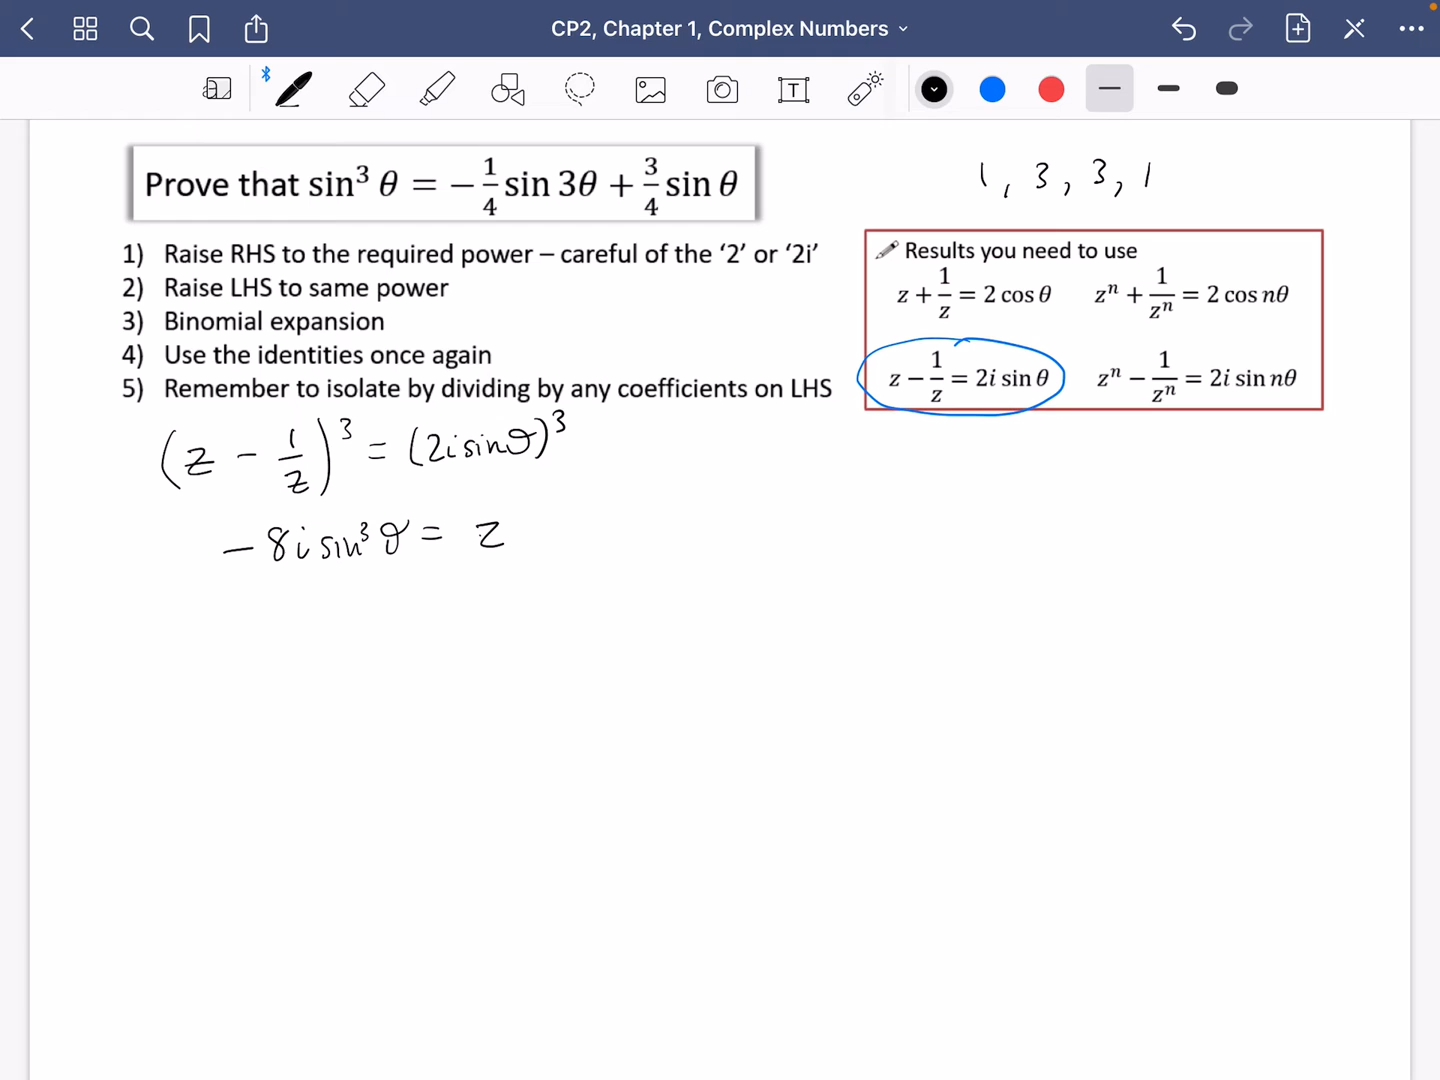 CP2, Chapter 1, Complex Numbers
Prove that sin³ θ = −1/4 sin 3θ + 3/4 sin θ
1, 3, 3, 1
1) Raise RHS to the required power – careful of the ‘2’ or ‘2i’
2) Raise LHS to same power
3) Binomial expansion
4) Use the identities once again
5) Remember to isolate by dividing by any coefficients on LHS
Results you need to use
z + 1/z = 2 cos θ zⁿ + 1/zⁿ = 2 cos nθ
z − 1/z = 2i sin θ zⁿ − 1/zⁿ = 2i sin nθ
(z − 1/z)³ = (2i sin θ)³
− 8i sin³ θ = z